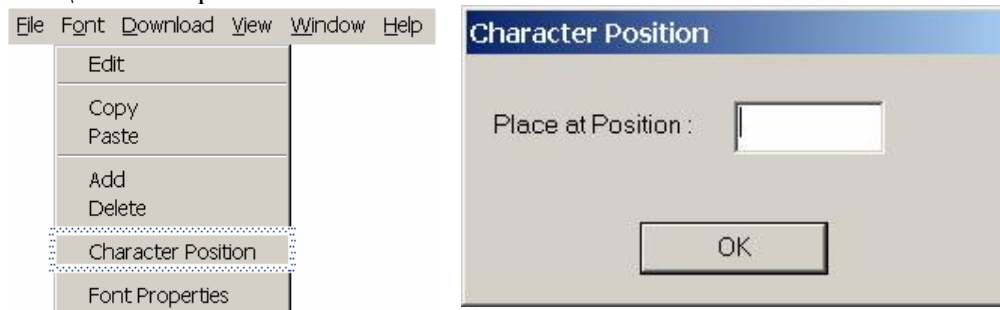 File Font Download View Window Help
Edit
Copy
Paste
Add
Delete
Character Position
Font Properties
Character Position
Place at Position :
OK